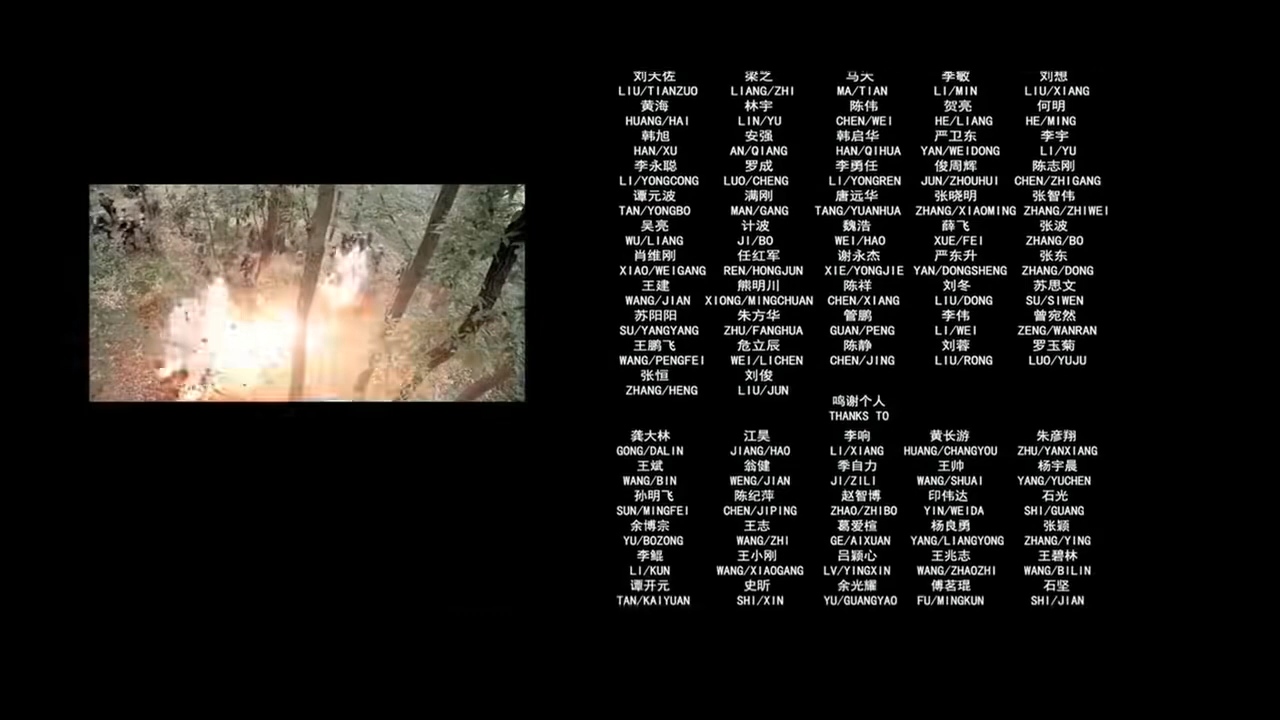 刘天佐 梁芝 马天 李敏 刘想
LIU/TIANZUO LIANG/ZHI MA/TIAN LI/MIN LIU/XIANG
黄海 林宇 陈伟 贺亮 何明
HUANG/HAI LIN/YU CHEN/WEI HE/LIANG HE/MING
韩旭 安强 韩启华 严卫东 李宇
HAN/XU AN/QIANG HAN/QIHUA YAN/WEIDONG LI/YU
李永聪 罗成 李勇任 俊周辉 陈志刚
LI/YONGCONG LUO/CHENG LI/YONGREN JUN/ZHOUHUI CHEN/ZHIGANG
谭元波 满刚 唐远华 张晓明 张智伟
TAN/YONGBO MAN/GANG TANG/YUANHUA ZHANG/XIAOMING ZHANG/ZHIWEI
吴亮 计波 魏浩 薛飞 张波
WU/LIANG JI/BO WEI/HAO XUE/FEI ZHANG/BO
肖维刚 任红军 谢永杰 严东升 张东
XIAO/WEIGANG REN/HONGJUN XIE/YONGJIE YAN/DONGSHENG ZHANG/DONG
王建 熊明川 陈祥 刘冬 苏思文
WANG/JIAN XIONG/MINGCHUAN CHEN/XIANG LIU/DONG SU/SIWEN
苏阳阳 朱方华 管鹏 李伟 曾宛然
SU/YANGYANG ZHU/FANGHUA GUAN/PENG LI/WEI ZENG/WANRAN
王鹏飞 危立辰 陈静 刘蓉 罗玉菊
WANG/PENGFEI WEI/LICHEN CHEN/JING LIU/RONG LUO/YUJU
张恒 刘俊
ZHANG/HENG LIU/JUN
鸣谢个人
THANKS TO
龚大林 江昊 李响 黄长游 朱彦翔
GONG/DALIN JIANG/HAO LI/XIANG HUANG/CHANGYOU ZHU/YANXIANG
王斌 翁健 季自力 王帅 杨宇晨
WANG/BIN WENG/JIAN JI/ZILI WANG/SHUAI YANG/YUCHEN
孙明飞 陈纪萍 赵智博 印伟达 石光
SUN/MINGFEI CHEN/JIPING ZHAO/ZHIBO YIN/WEIDA SHI/GUANG
余博宗 王志 葛爱楦 杨良勇 张颖
YU/BOZONG WANG/ZHI GE/AIXUAN YANG/LIANGYONG ZHANG/YING
李鲲 王小刚 吕颖心 王兆志 王碧林
LI/KUN WANG/XIAOGANG LV/YINGXIN WANG/ZHAOZHI WANG/BILIN
谭开元 史昕 余光耀 傅茗琨 石坚
TAN/KAIYUAN SHI/XIN YU/GUANGYAO FU/MINGKUN SHI/JIAN